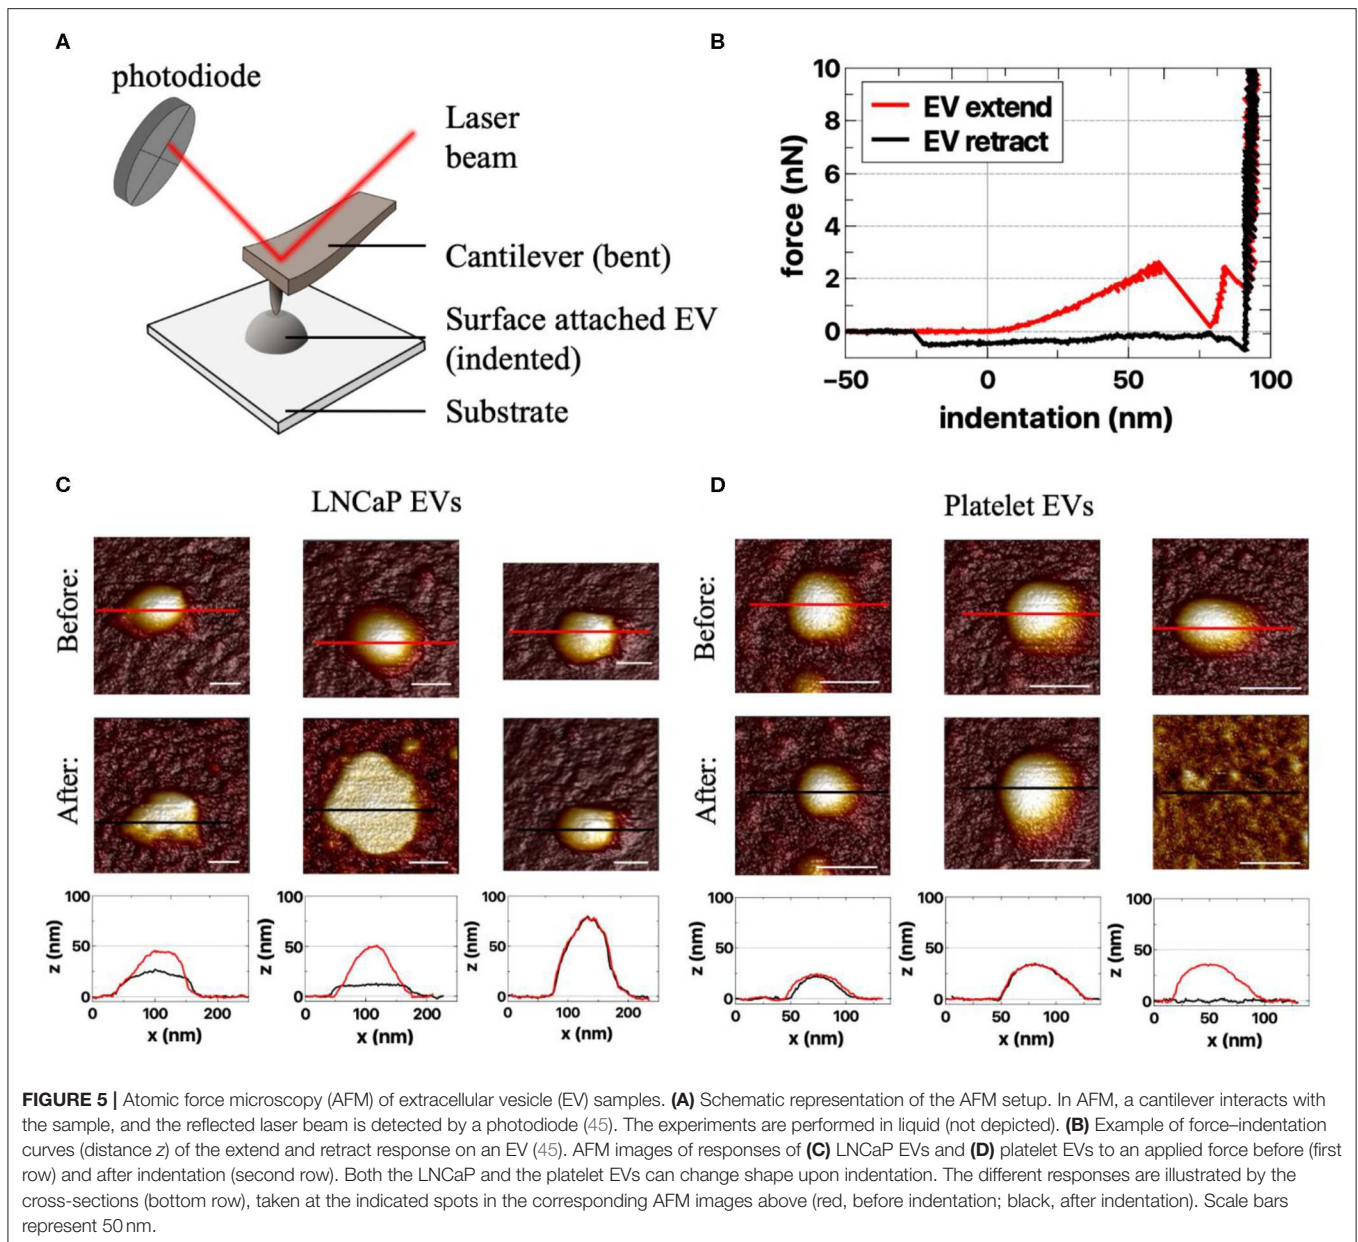 A
photodiode
Laser
beam
Cantilever (bent)
Surface attached EV
(indented)
Substrate
B
10
8
6
4
2
0
force (nN)
EV extend
EV retract
−50
0
50
100
indentation (nm)
C
LNCaP EVs
Before:
After:
100
50
0
z (nm)
0
100
200
x (nm)
100
50
0
z (nm)
0
100
200
x (nm)
100
50
0
z (nm)
0
100
200
x (nm)
D
Platelet EVs
Before:
After:
100
50
0
z (nm)
0
50
100
x (nm)
100
50
0
z (nm)
0
50
100
x (nm)
100
50
0
z (nm)
0
50
100
x (nm)
FIGURE 5 | Atomic force microscopy (AFM) of extracellular vesicle (EV) samples. (A) Schematic representation of the AFM setup. In AFM, a cantilever interacts with
the sample, and the reflected laser beam is detected by a photodiode (45). The experiments are performed in liquid (not depicted). (B) Example of force–indentation
curves (distance z) of the extend and retract response on an EV (45). AFM images of responses of (C) LNCaP EVs and (D) platelet EVs to an applied force before (first
row) and after indentation (second row). Both the LNCaP and the platelet EVs can change shape upon indentation. The different responses are illustrated by the
cross-sections (bottom row), taken at the indicated spots in the corresponding AFM images above (red, before indentation; black, after indentation). Scale bars
represent 50 nm.